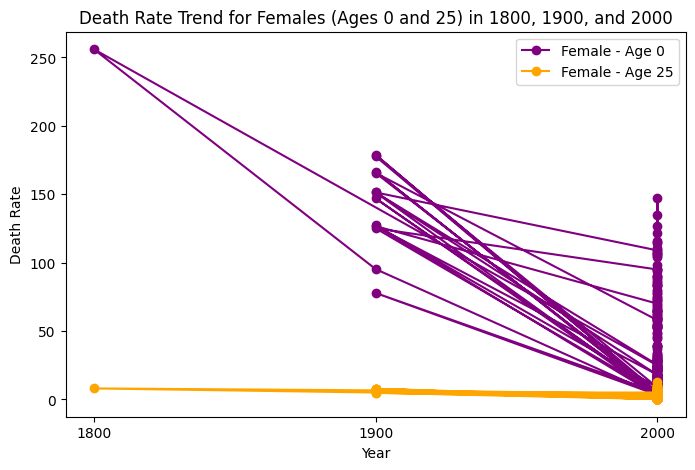 Death Rate Trend for Females (Ages 0 and 25) in 1800, 1900, and 2000
Female - Age 0
Female - Age 25
Death Rate
250
200
150
100
50
0
1800
1900
2000
Year